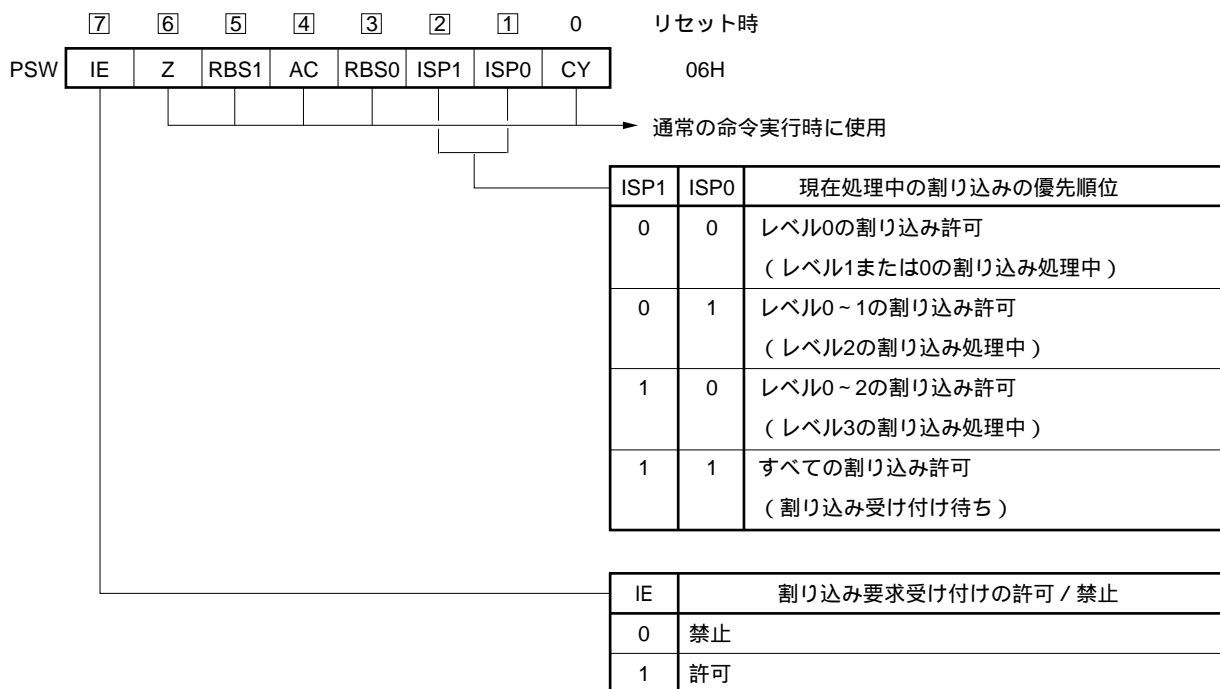 7 6 5 4 3 2 1 0 リセット時
PSW IE Z RBS1 AC RBS0 ISP1 ISP0 CY 06H
通常の命令実行時に使用
ISP1 ISP0 現在処理中の割り込みの優先順位
0 0 レベル0の割り込み許可
（レベル1または0の割り込み処理中）
0 1 レベル0~1の割り込み許可
（レベル2の割り込み処理中）
1 0 レベル0~2の割り込み許可
（レベル3の割り込み処理中）
1 1 すべての割り込み許可
（割り込み受け付け待ち）
IE 割り込み要求受け付けの許可／禁止
0 禁止
1 許可